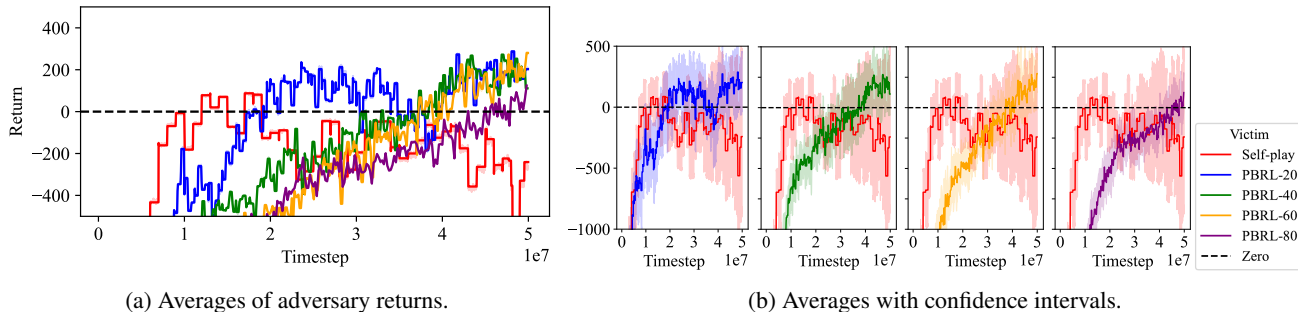 400
200
0
−200
−400
Return
0
1
2
3
4
5
Timestep
1e7
(a) Averages of adversary returns.
500
0
−500
−1000
0 1 2 3 4 5
Timestep 1e7
0 1 2 3 4 5
Timestep 1e7
0 1 2 3 4 5
Timestep 1e7
0 1 2 3 4 5
Timestep 1e7
Victim
Self-play
PBRL-20
PBRL-40
PBRL-60
PBRL-80
Zero
(b) Averages with confidence intervals.